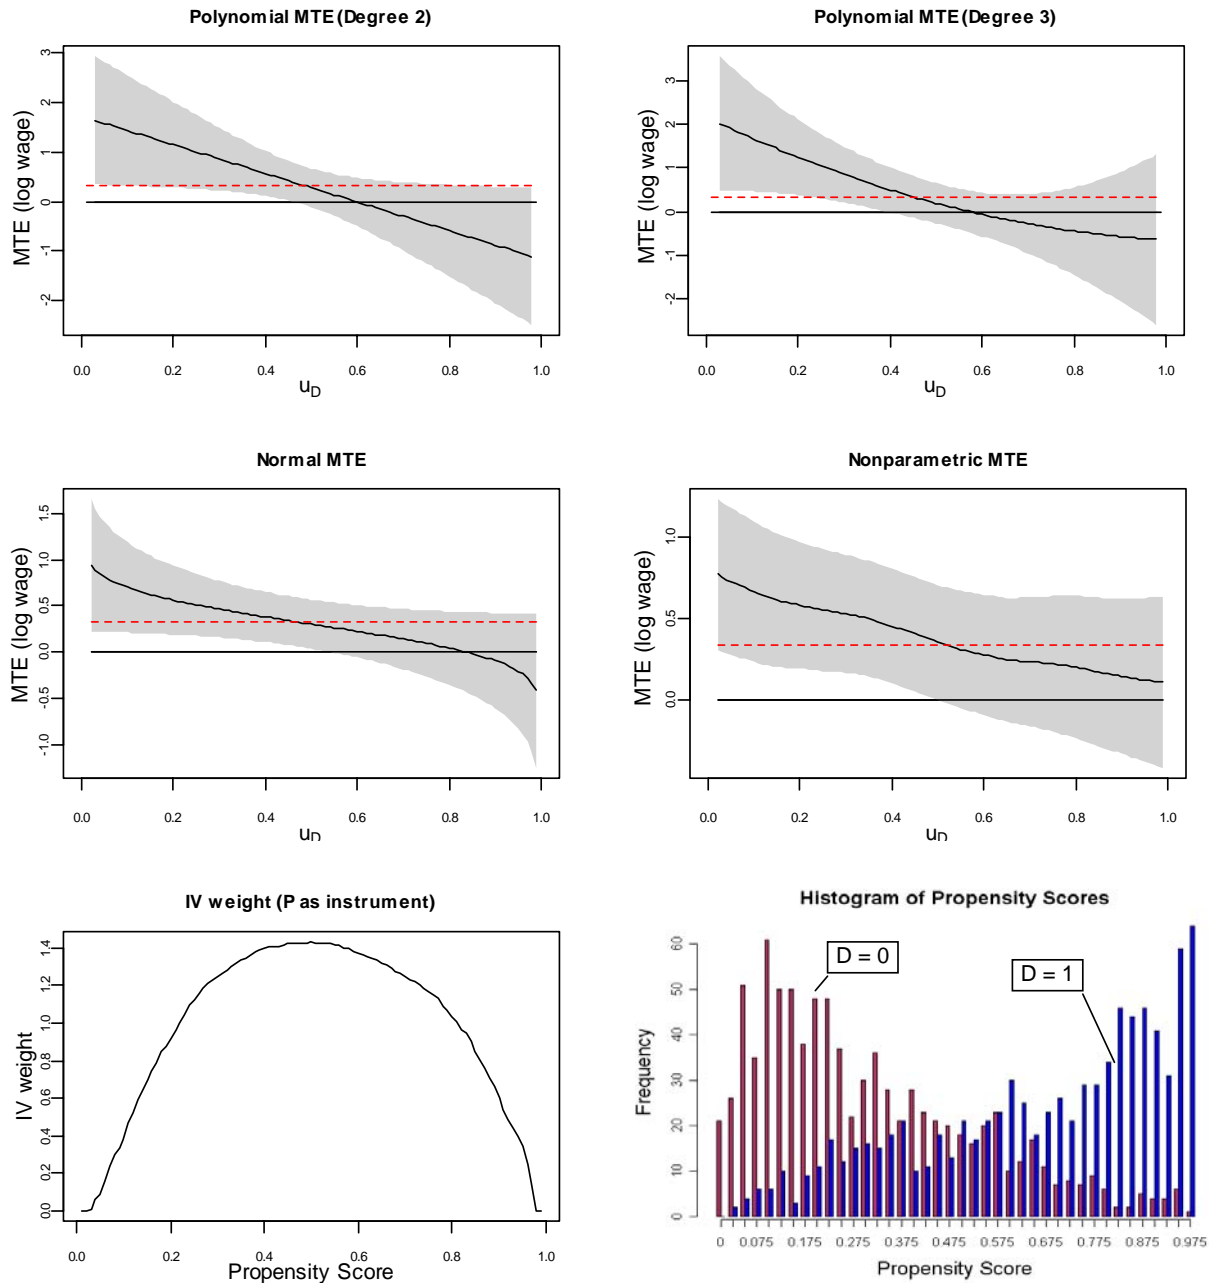 Polynomial MTE (Degree 2)
MTE (log wage)
3
2
1
0
-1
-2
0.0 0.2 0.4 0.6 0.8 1.0
uD
Polynomial MTE (Degree 3)
MTE (log wage)
3
2
1
0
-1
-2
0.0 0.2 0.4 0.6 0.8 1.0
uD
Normal MTE
MTE (log wage)
1.5
1.0
0.5
0.0
-0.5
-1.0
0.0 0.2 0.4 0.6 0.8 1.0
uD
Nonparametric MTE
MTE (log wage)
1.0
0.5
0.0
0.0 0.2 0.4 0.6 0.8 1.0
uD
IV weight (P as instrument)
IV weight
1.4
1.2
1.0
0.8
0.6
0.4
0.2
0.0
0.0 0.2 0.4 0.6 0.8 1.0
Propensity Score
Histogram of Propensity Scores
D = 0
D = 1
Frequency
60
50
40
30
20
10
0
0 0.075 0.175 0.275 0.375 0.475 0.575 0.675 0.775 0.875 0.975
Propensity Score